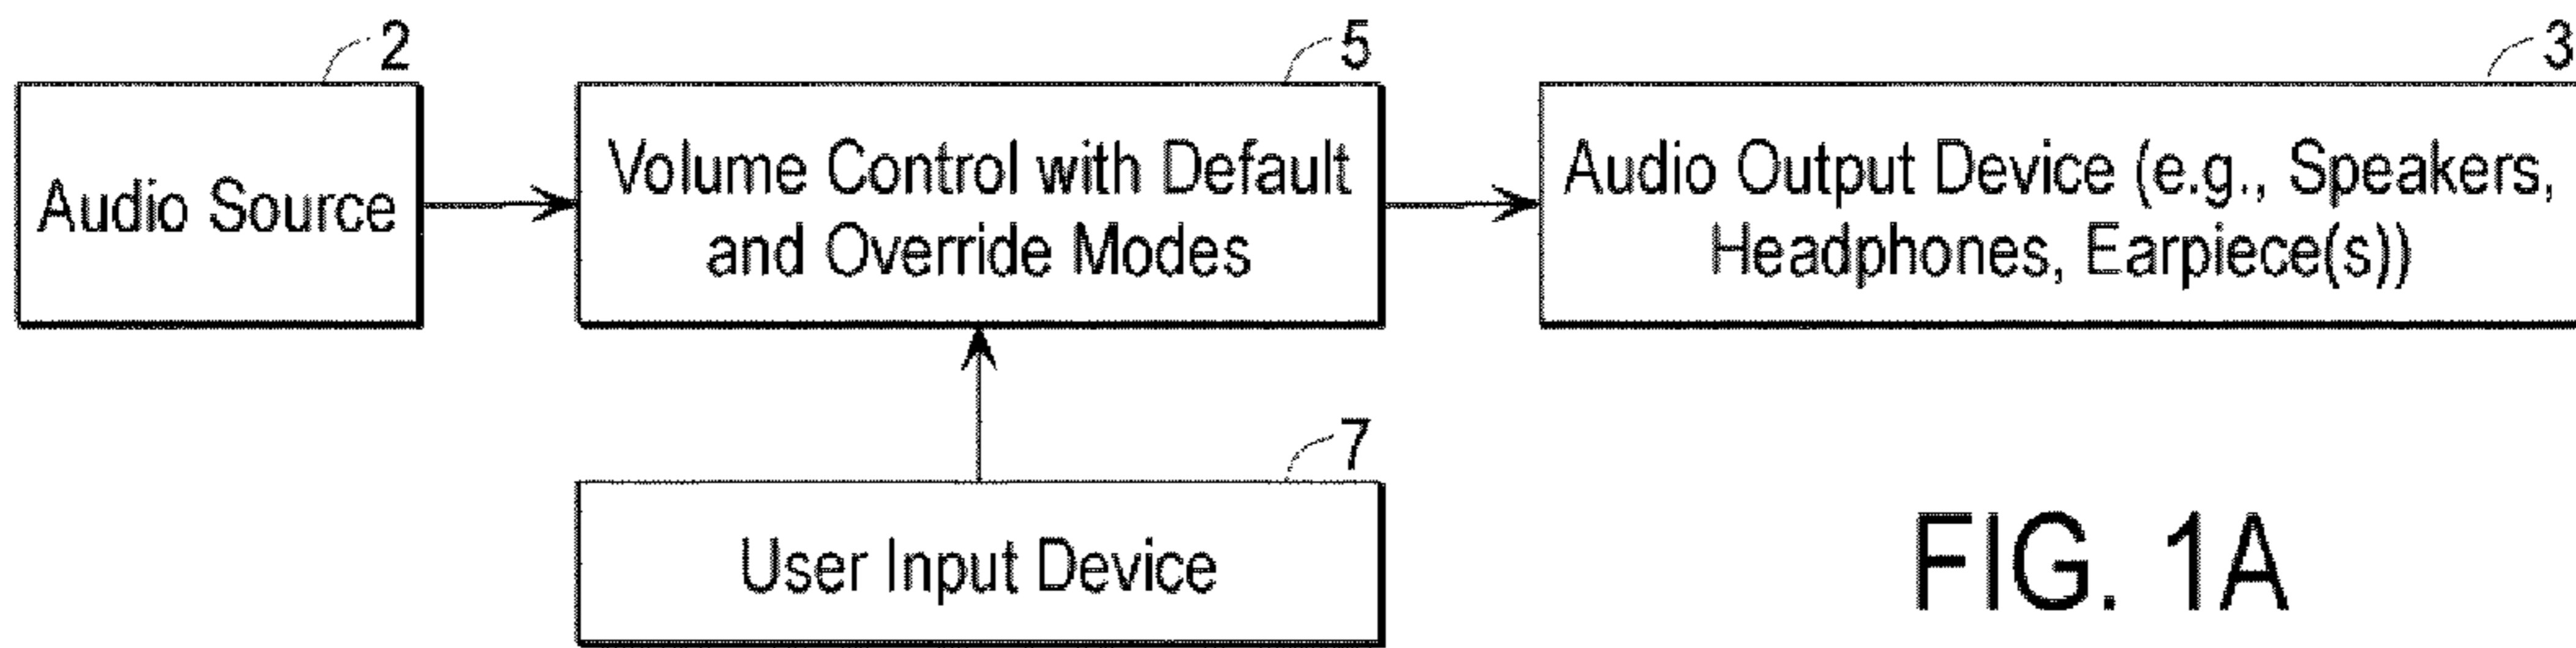 2
5
3
Audio Source
Volume Control with Default
and Override Modes
Audio Output Device (e.g., Speakers,
Headphones, Earpiece(s))
7
User Input Device
FIG. 1A